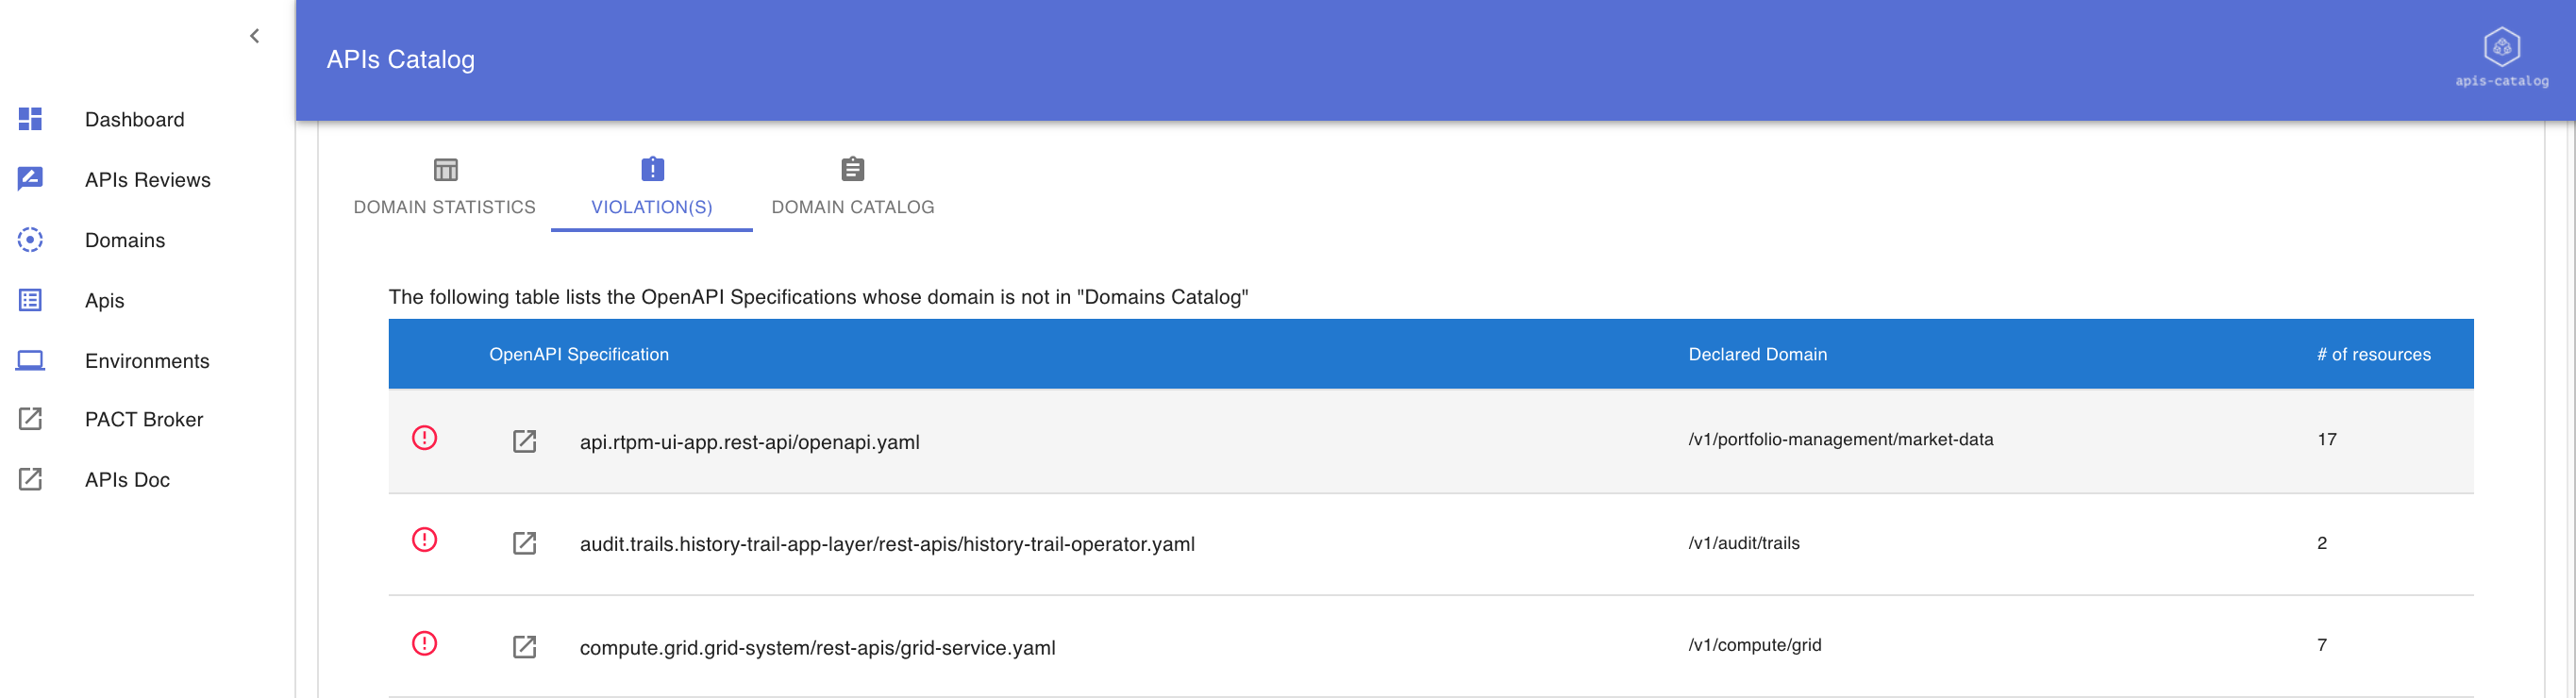 APIs Catalog
apis-catalog
Dashboard
APIs Reviews
Domains
Apis
Environments
PACT Broker
APIs Doc
DOMAIN STATISTICS
VIOLATION(S)
DOMAIN CATALOG
The following table lists the OpenAPI Specifications whose domain is not in "Domains Catalog"
OpenAPI Specification Declared Domain # of resources
api.rtpm-ui-app.rest-api/openapi.yaml /v1/portfolio-management/market-data 17
audit.trails.history-trail-app-layer/rest-apis/history-trail-operator.yaml /v1/audit/trails 2
compute.grid.grid-system/rest-apis/grid-service.yaml /v1/compute/grid 7